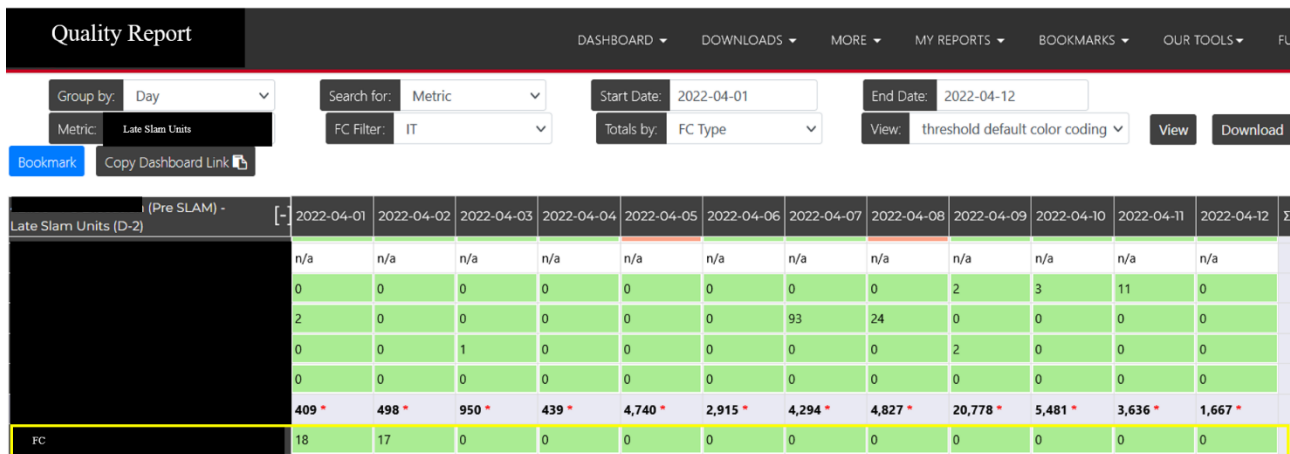 Quality Report
DASHBOARD DOWNLOADS MORE MY REPORTS BOOKMARKS OUR TOOLS FU
Group by: Day Search for: Metric Start Date: 2022-04-01 End Date: 2022-04-12
Metric: Late Slam Units FC Filter: IT Totals by: FC Type View: threshold default color coding View Download
Bookmark Copy Dashboard Link
(Pre SLAM) -
Late Slam Units (D-2) [-] 2022-04-01 2022-04-02 2022-04-03 2022-04-04 2022-04-05 2022-04-06 2022-04-07 2022-04-08 2022-04-09 2022-04-10 2022-04-11 2022-04-12 Σ
n/a n/a n/a n/a n/a n/a n/a n/a n/a n/a n/a n/a
0 0 0 0 0 0 0 0 2 3 11 0
2 0 0 0 0 0 93 24 0 0 0 0
0 0 1 0 0 0 0 0 2 0 0 0
0 0 0 0 0 0 0 0 0 0 0 0
409 * 498 * 950 * 439 * 4,740 * 2,915 * 4,294 * 4,827 * 20,778 * 5,481 * 3,636 * 1,667 *
FC 18 17 0 0 0 0 0 0 0 0 0 0